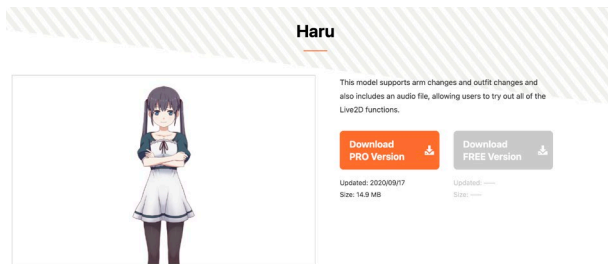 Haru
This model supports arm changes and outfit changes and
also includes an audio file, allowing users to try out all of the
Live2D functions.
Download
PRO Version
Download
FREE Version
Updated: 2020/09/17
Size: 14.9 MB
Updated: ----
Size: ----